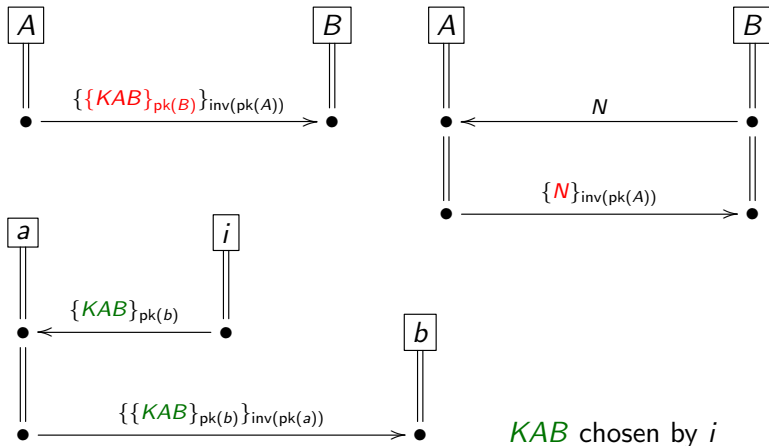 A B
{{KAB}pk(B)}inv(pk(A))
A B
N
{N}inv(pk(A))
a i
{KAB}pk(b)
b
{{KAB}pk(b)}inv(pk(a))
KAB chosen by i